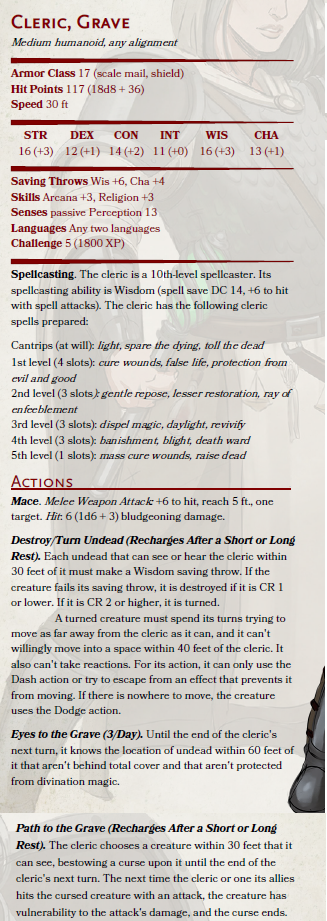 Cleric, Grave
Medium humanoid, any alignment
Armor Class 17 (scale mail, shield)
Hit Points 117 (18d8 + 36)
Speed 30 ft
STR DEX CON INT WIS CHA
16 (+3) 12 (+1) 14 (+2) 11 (+0) 16 (+3) 13 (+1)
Saving Throws Wis +6, Cha +4
Skills Arcana +3, Religion +3
Senses passive Perception 13
Languages Any two languages
Challenge 5 (1800 XP)
Spellcasting. The cleric is a 10th-level spellcaster. Its
spellcasting ability is Wisdom (spell save DC 14, +6 to hit
with spell attacks). The cleric has the following cleric
spells prepared:
Cantrips (at will): light, spare the dying, toll the dead
1st level (4 slots): cure wounds, false life, protection from
evil and good
2nd level (3 slots): gentle repose, lesser restoration, ray of
enfeeblement
3rd level (3 slots): dispel magic, daylight, revivify
4th level (3 slots): banishment, blight, death ward
5th level (1 slots): mass cure wounds, raise dead
Actions
Mace. Melee Weapon Attack: +6 to hit, reach 5 ft., one
target. Hit: 6 (1d6 + 3) bludgeoning damage.
Destroy/Turn Undead (Recharges After a Short or Long
Rest). Each undead that can see or hear the cleric within
30 feet of it must make a Wisdom saving throw. If the
creature fails its saving throw, it is destroyed if it is CR 1
or lower. If it is CR 2 or higher, it is turned.
A turned creature must spend its turns trying to
move as far away from the cleric as it can, and it can't
willingly move into a space within 40 feet of the cleric. It
also can't take reactions. For its action, it can only use the
Dash action or try to escape from an effect that prevents it
from moving. If there is nowhere to move, the creature
uses the Dodge action.
Eyes to the Grave (3/Day). Until the end of the cleric's
next turn, it knows the location of undead within 60 feet of
it that aren't behind total cover and that aren't protected
from divination magic.
Path to the Grave (Recharges After a Short or Long
Rest). The cleric chooses a creature within 30 feet that it
can see, bestowing a curse upon it until the end of the
cleric's next turn. The next time the cleric or one its allies
hits the cursed creature with an attack, the creature has
vulnerability to the attack's damage, and the curse ends.